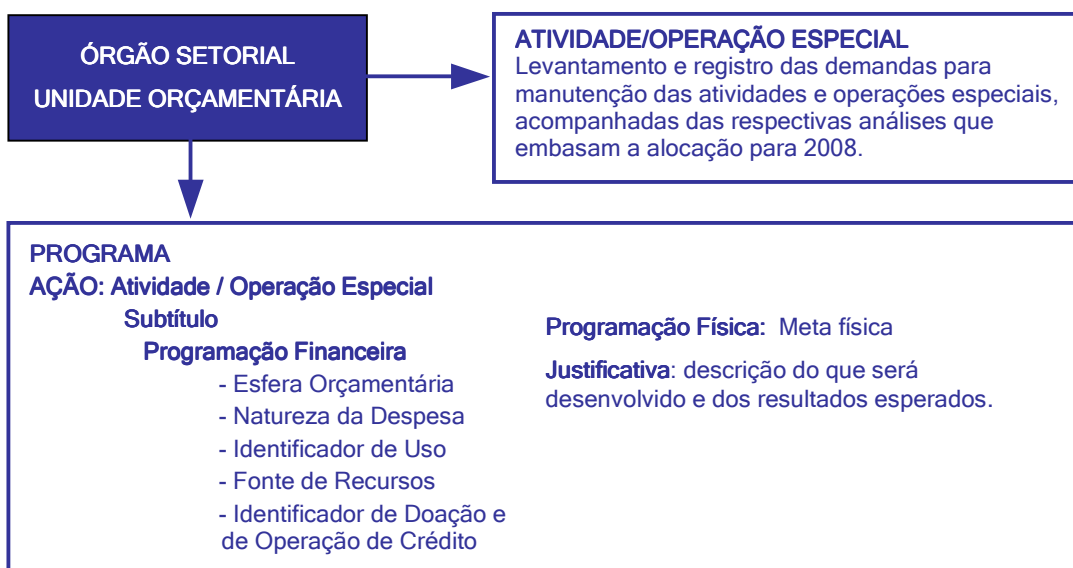 ÓRGÃO SETORIAL
UNIDADE ORÇAMENTÁRIA
ATIVIDADE/OPERAÇÃO ESPECIAL
Levantamento e registro das demandas para
manutenção das atividades e operações especiais,
acompanhadas das respectivas análises que
embasam a alocação para 2008.
PROGRAMA
AÇÃO: Atividade / Operação Especial
Subtítulo
Programação Financeira
- Esfera Orçamentária
- Natureza da Despesa
- Identificador de Uso
- Fonte de Recursos
- Identificador de Doação e
de Operação de Crédito
Programação Física: Meta física
Justificativa: descrição do que será
desenvolvido e dos resultados esperados.